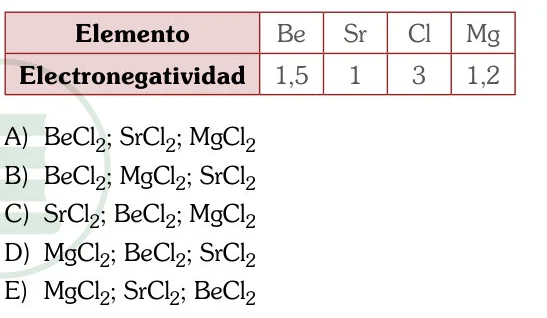 Elemento Be Sr Cl Mg
Electronegatividad 1,5 1 3 1,2
A) BeCl₂; SrCl₂; MgCl₂
B) BeCl₂; MgCl₂; SrCl₂
C) SrCl₂; BeCl₂; MgCl₂
D) MgCl₂; BeCl₂; SrCl₂
E) MgCl₂; SrCl₂; BeCl₂